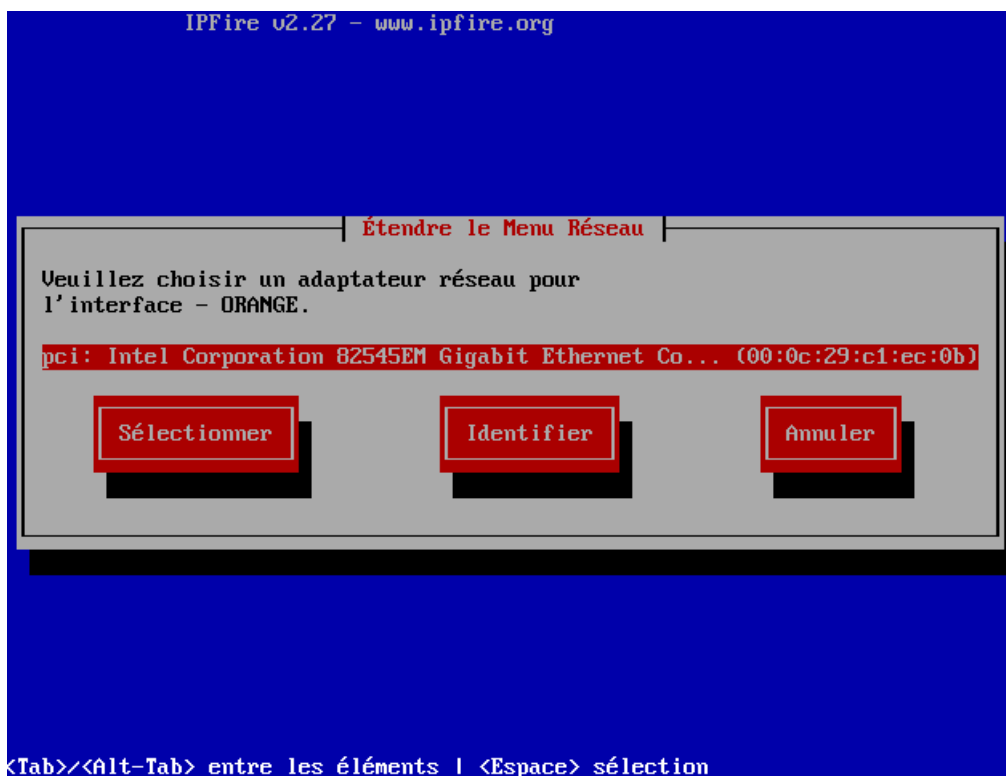 IPFire v2.27 - www.ipfire.org
Étendre le Menu Réseau
Veuillez choisir un adaptateur réseau pour
l'interface - ORANGE.
pci: Intel Corporation 82545EM Gigabit Ethernet Co... (00:0c:29:c1:ec:0b)
Sélectionner Identifier Annuler
<Tab>/<Alt-Tab> entre les éléments | <Espace> sélection